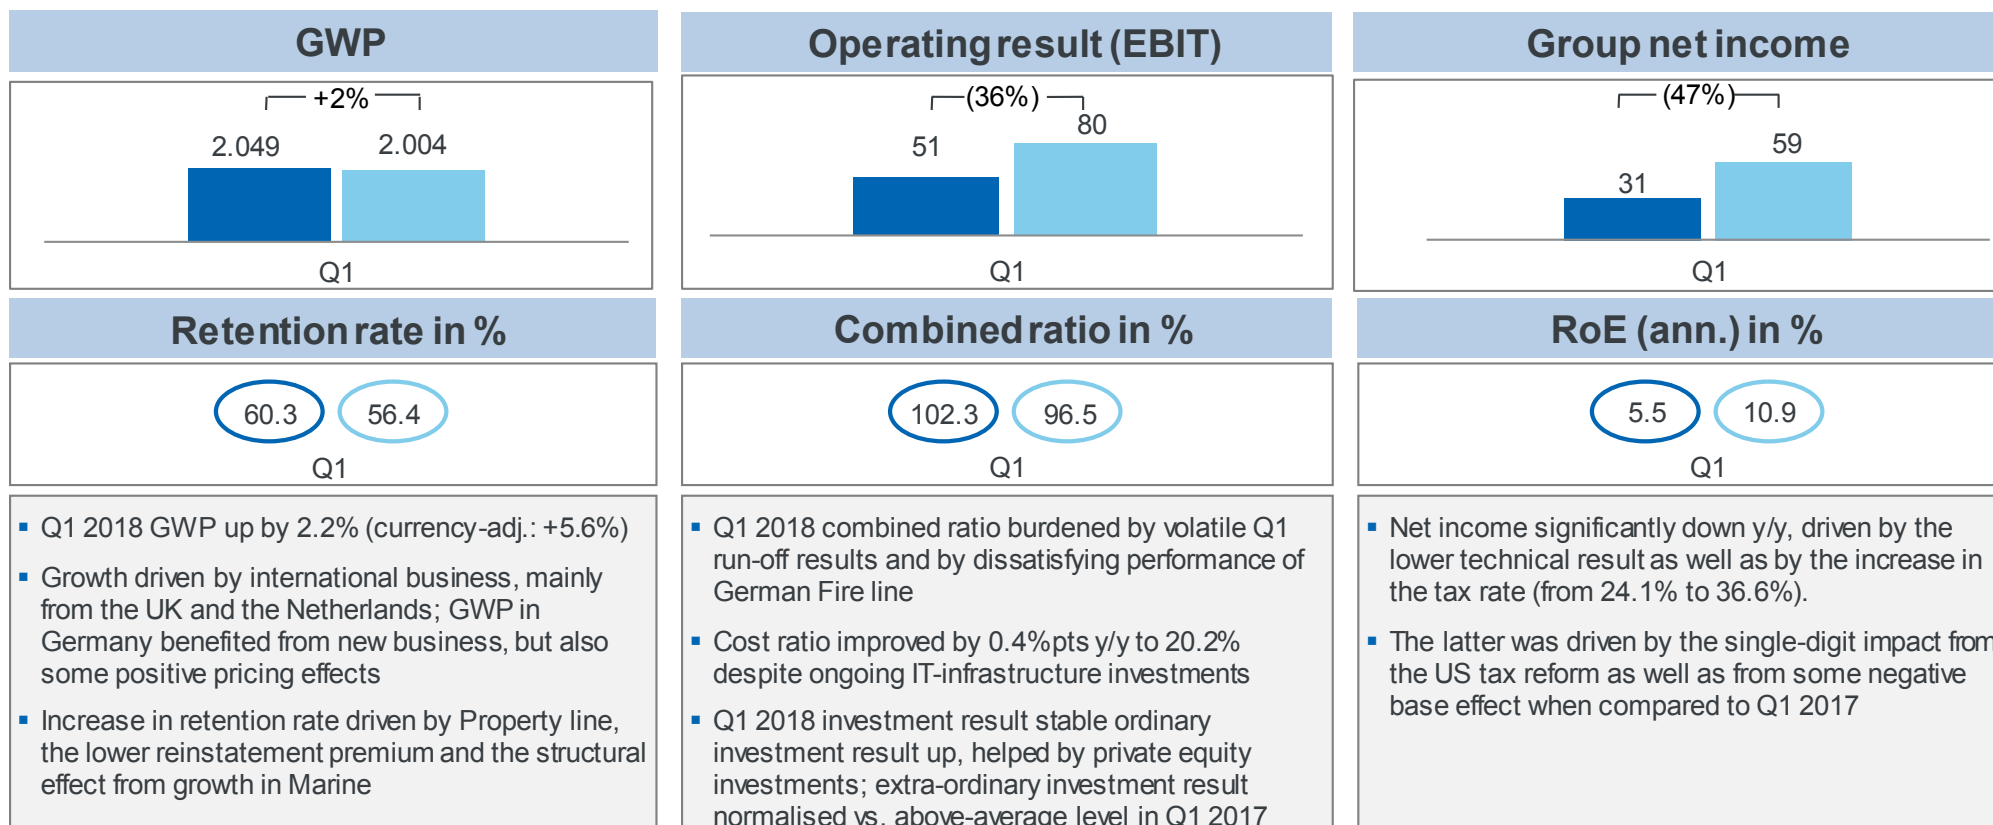 GWP
+2%
2.049
2.004
Q1
Operating result (EBIT)
(36%)
51
80
Q1
Group net income
(47%)
31
59
Q1
Retention rate in %
60.3
56.4
Q1
Combined ratio in %
102.3
96.5
Q1
RoE (ann.) in %
5.5
10.9
Q1
▪ Q1 2018 GWP up by 2.2% (currency-adj.: +5.6%)
▪ Growth driven by international business, mainly
from the UK and the Netherlands; GWP in
Germany benefited from new business, but also
some positive pricing effects
▪ Increase in retention rate driven by Property line,
the lower reinstatement premium and the structural
effect from growth in Marine
▪ Q1 2018 combined ratio burdened by volatile Q1
run-off results and by dissatisfying performance of
German Fire line
▪ Cost ratio improved by 0.4%pts y/y to 20.2%
despite ongoing IT-infrastructure investments
▪ Q1 2018 investment result stable ordinary
investment result up, helped by private equity
investments; extra-ordinary investment result
normalised vs. above-average level in Q1 2017
▪ Net income significantly down y/y, driven by the
lower technical result as well as by the increase in
the tax rate (from 24.1% to 36.6%).
▪ The latter was driven by the single-digit impact from
the US tax reform as well as from some negative
base effect when compared to Q1 2017